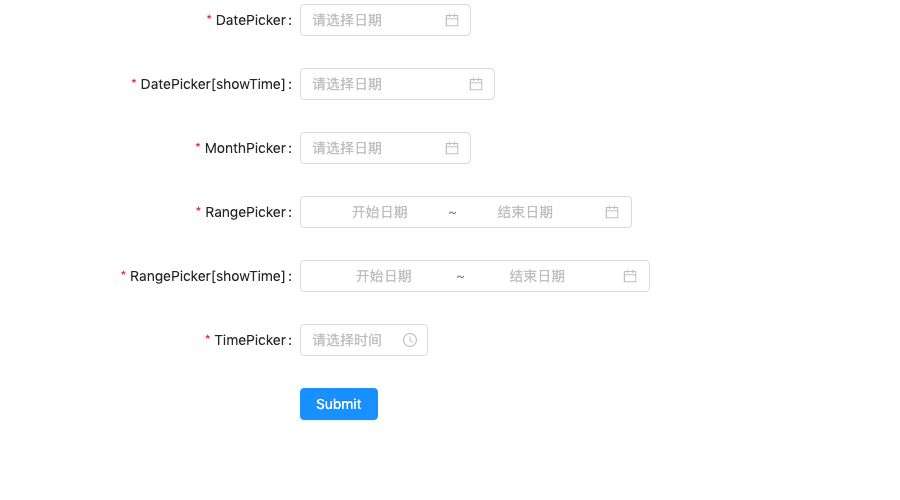 * DatePicker: 请选择日期
* DatePicker[showTime]: 请选择日期
* MonthPicker: 请选择日期
* RangePicker: 开始日期 ~ 结束日期
* RangePicker[showTime]: 开始日期 ~ 结束日期
* TimePicker: 请选择时间
Submit